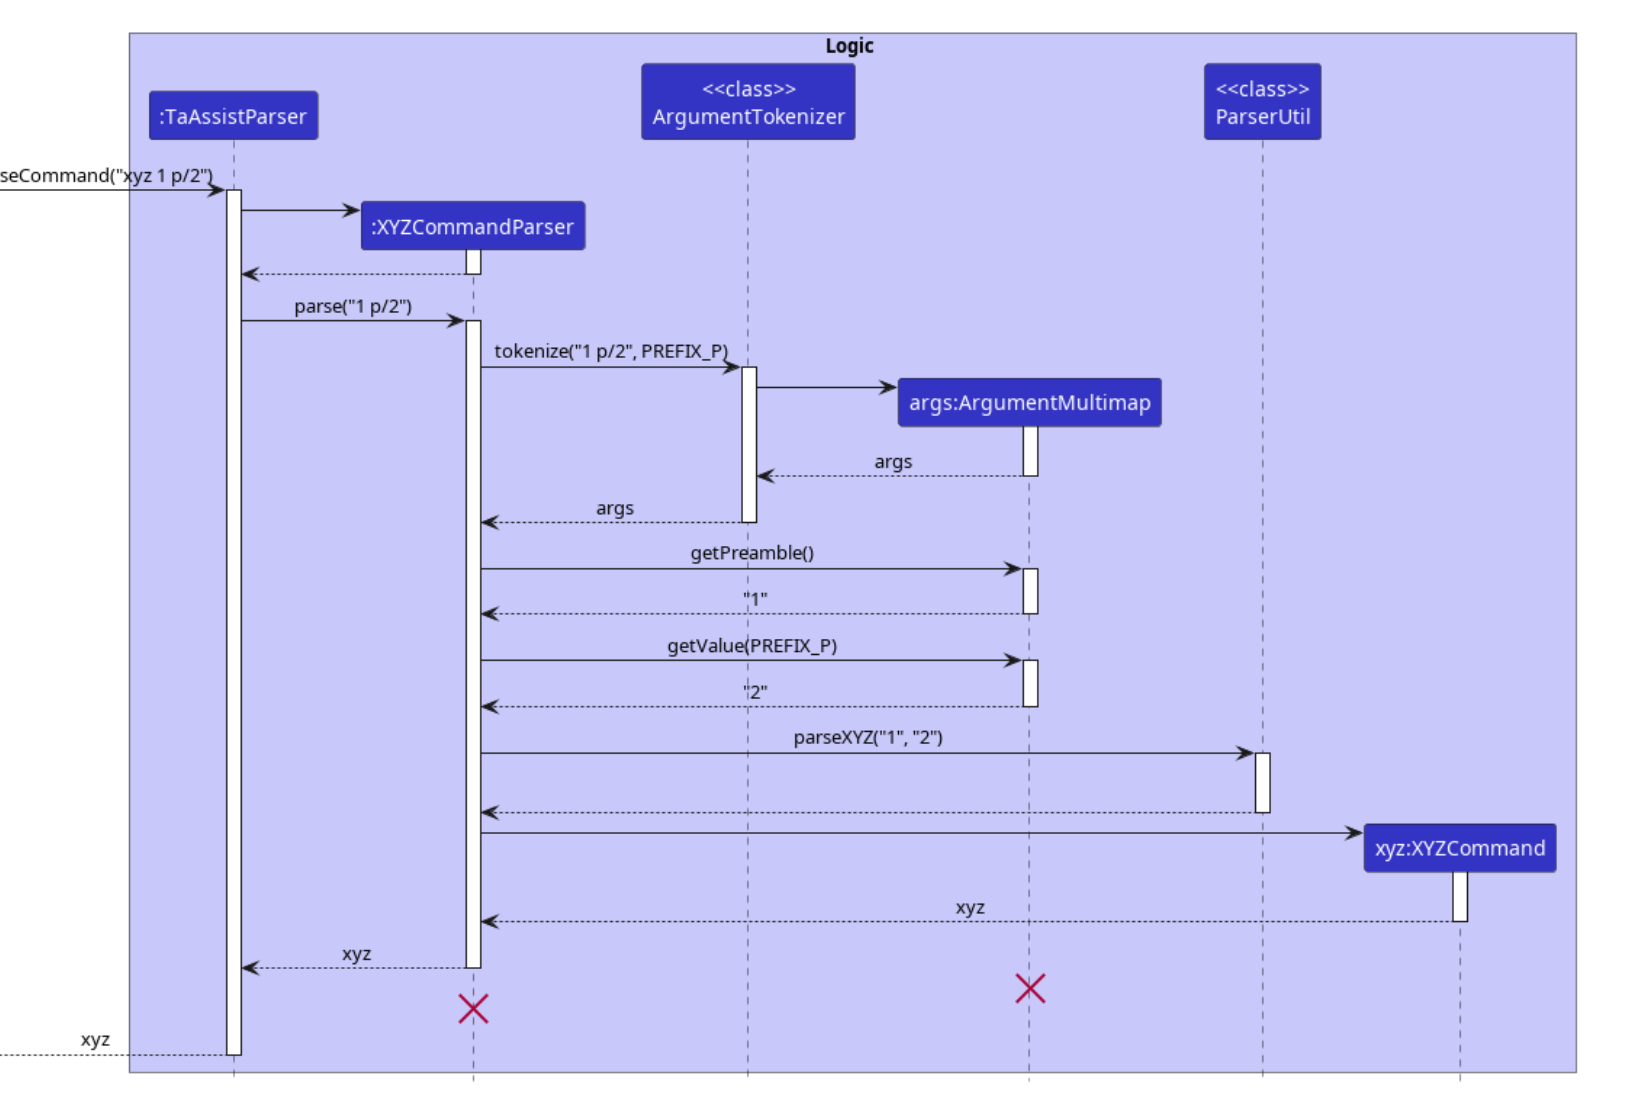 Logic
<<class>>
<<class>>
:TaAssistParser
ArgumentTokenizer
ParserUtil
seCommand("xyz 1 p/2")
:XYZCommandParser
parse("1 p/2")
tokenize("1 p/2", PREFIX_P)
args:ArgumentMultimap
args
args
getPreamble()
"1"
getValue(PREFIX_P)
"2"
parseXYZ("1", "2")
xyz:XYZCommand
xyz
xyz
xyz